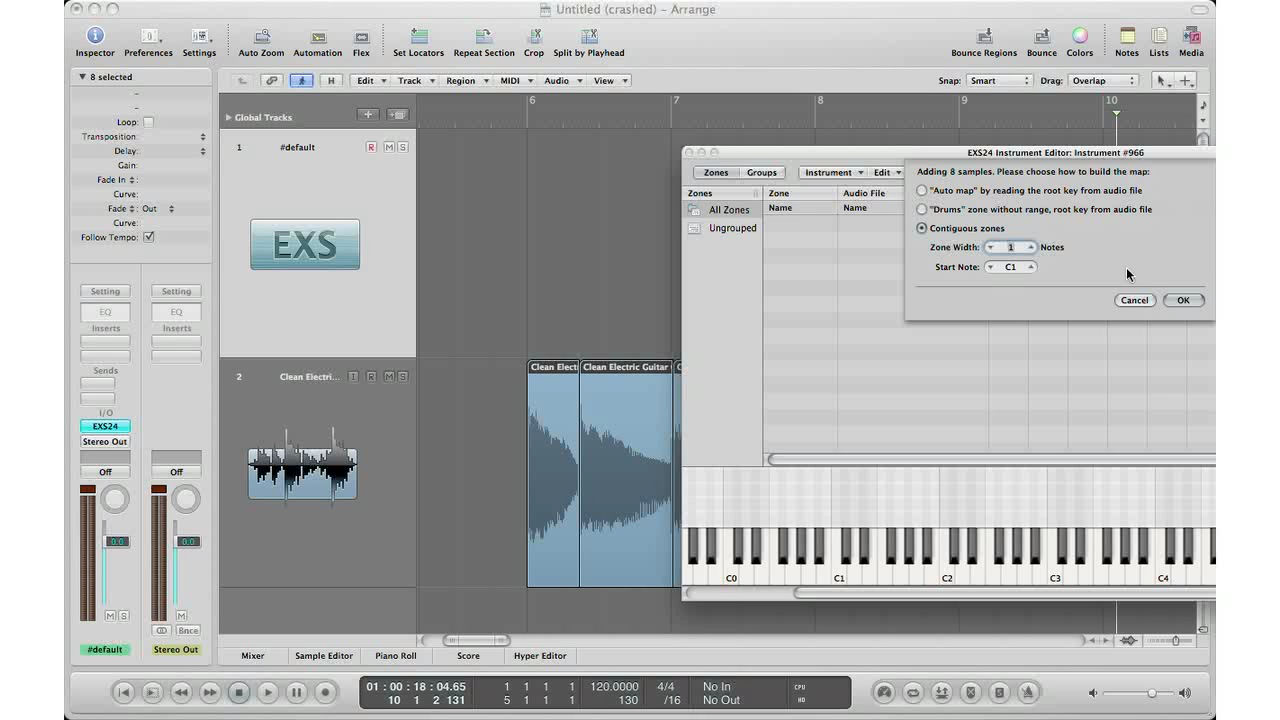 Untitled (crashed) - Arrange
Inspector Preferences Settings Auto Zoom Automation Flex Set Locators Repeat Section Crop Split by Playhead Bounce Regions Bounce Colors Notes Lists Media
8 selected
H Edit Track Region MIDI Audio View Snap: Smart Drag: Overlap
-
-
Loop:
Transposition:
Delay:
Gain:
Fade In:
Curve:
Fade: Out
Curve:
Follow Tempo:
Setting Setting
EQ EQ
Inserts Inserts
Sends
I/O
EXS24
Stereo Out
Off Off
0.0 0.0
M S M
Bnce
#default Stereo Out
Global Tracks
6 7 8 9 10
1 #default R M S
EXS
2 Clean Electri... I R M S
Clean Elect Clean Electric Guitar
EXS24 Instrument Editor: Instrument #966
Zones Groups Instrument Edit
Zones Zone Audio File
All Zones Name Name
Ungrouped
Adding 8 samples. Please choose how to build the map:
"Auto map" by reading the root key from audio file
"Drums" zone without range, root key from audio file
Contiguous zones
Zone Width: 1 Notes
Start Note: C1
Cancel OK
C0 C1 C2 C3 C4
Mixer Sample Editor Piano Roll Score Hyper Editor
01 : 00 : 18 : 04.65 1 1 1 1 120.0000 4/4 No In CPU
10 1 2 131 5 1 1 1 130 /16 No Out HD